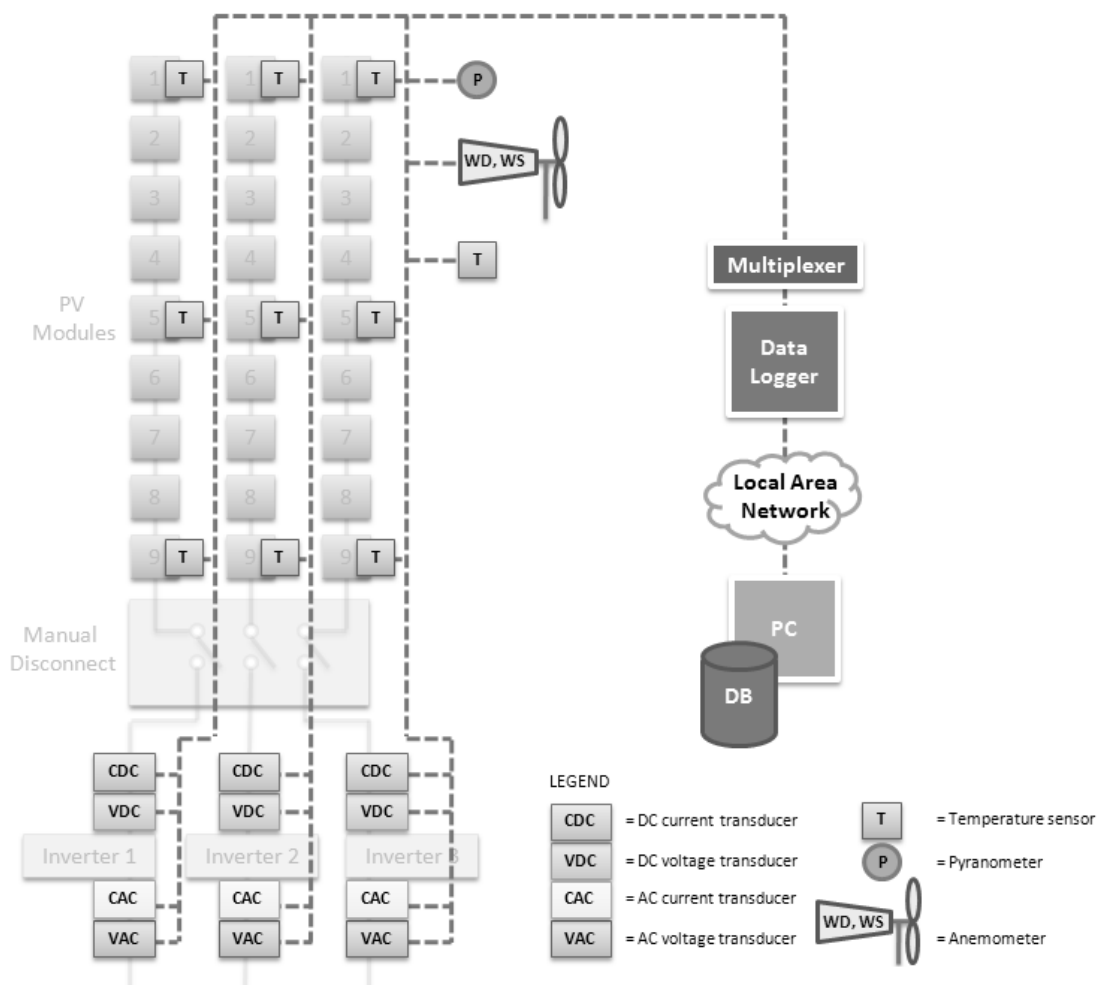 1 T 1 T 1 T P
2 2 2
WD, WS
3 3 3
4 4 4 T
Multiplexer
PV
Modules
5 T 5 T 5 T
Data
Logger
6 6 6
7 7 7
8 8 8
Local Area
Network
9 T 9 T 9 T
Manual
Disconnect
PC
DB
CDC CDC CDC
VDC VDC VDC
Inverter 1 Inverter 2 Inverter 3
CAC CAC CAC
VAC VAC VAC
LEGEND
CDC = DC current transducer
VDC = DC voltage transducer
CAC = AC current transducer
VAC = AC voltage transducer
T = Temperature sensor
P = Pyranometer
WD, WS = Anemometer